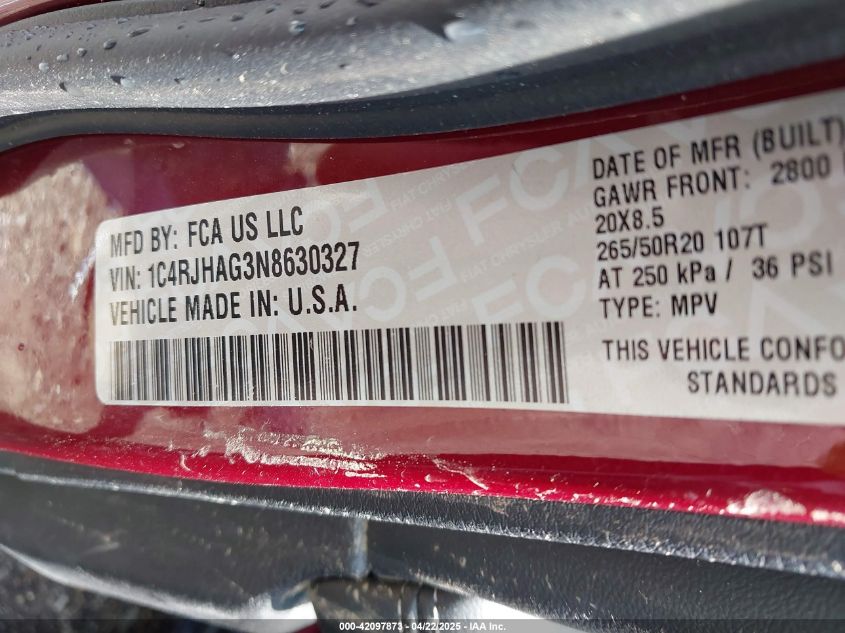 MFD BY: FCA US LLC
VIN: 1C4RJHAG3N8630327
VEHICLE MADE IN: U.S.A.
DATE OF MFR (BUILT)
GAWR FRONT: 2800
20X8.5
265/50R20 107T
AT 250 kPa / 36 PSI
TYPE: MPV
THIS VEHICLE CONFO
STANDARDS
000-42097873 - 04/22/2025 - IAA Inc.